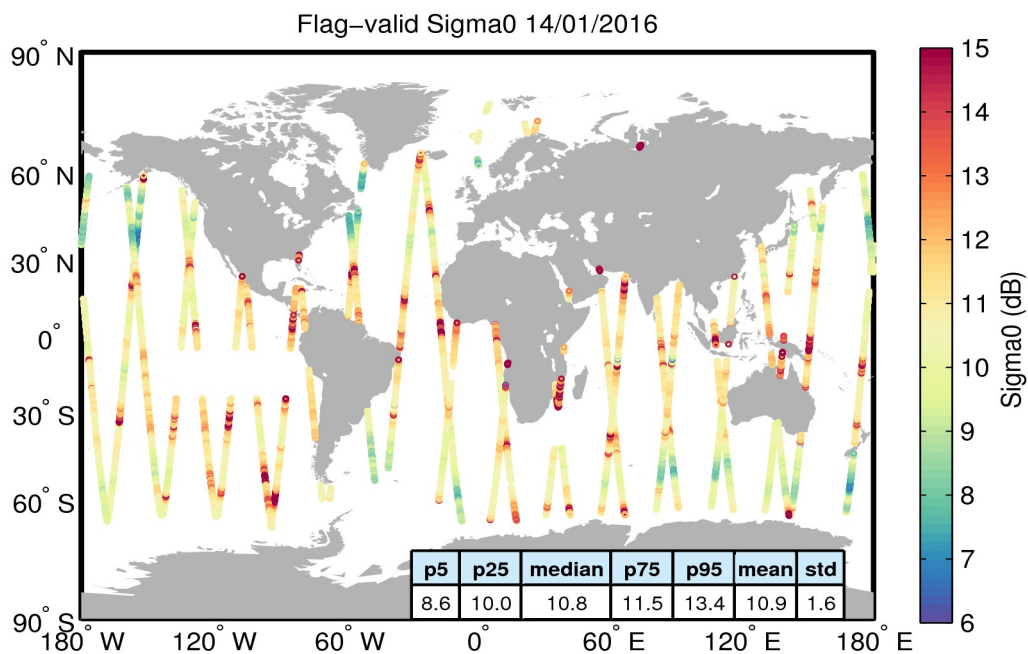 Flag−valid Sigma0 14/01/2016
90° N
60° N
30° N
0°
30° S
60° S
90° S
180° W
120° W
60° W
0°
60° E
120° E
180° E
p5 p25 median p75 p95 mean std
8.6 10.0 10.8 11.5 13.4 10.9 1.6
15
14
13
12
11
10
9
8
7
6
Sigma0 (dB)